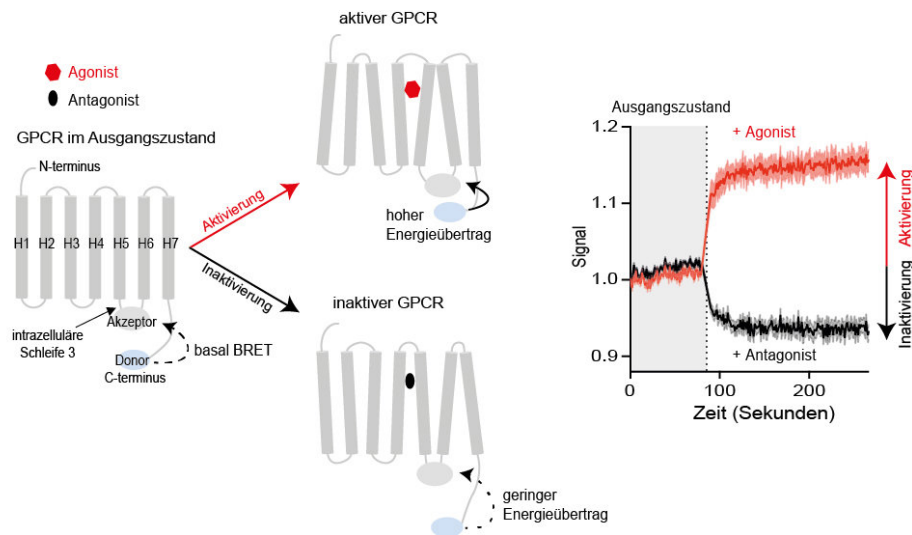 aktiver GPCR
Agonist
Antagonist
GPCR im Ausgangszustand
N-terminus
H1 H2 H3 H4 H5 H6 H7
Akzeptor
intrazelluläre
Schleife 3
Donor
C-terminus
basal BRET
Aktivierung
Inaktivierung
hoher
Energieübertrag
inaktiver GPCR
geringer
Energieübertrag
Ausgangszustand
+ Agonist
+ Antagonist
Signal
1.2
1.1
1.0
0.9
0
100
200
Zeit (Sekunden)
Aktivierung
Inaktivierung